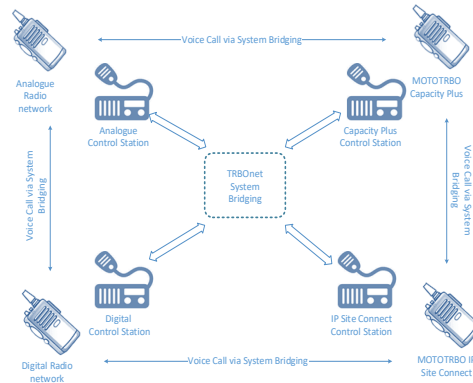 Voice Call via System Bridging
Analogue
Radio
network
MOTOTRBO
Capacity Plus
Analogue
Control Station
Capacity Plus
Control Station
Voice Call via System
Bridging
TRBOnet
System
Bridging
Voice Call via System
Bridging
Digital
Control Station
IP Site Connect
Control Station
Digital Radio
network
Voice Call via System Bridging
MOTOTRBO IP
Site Connect